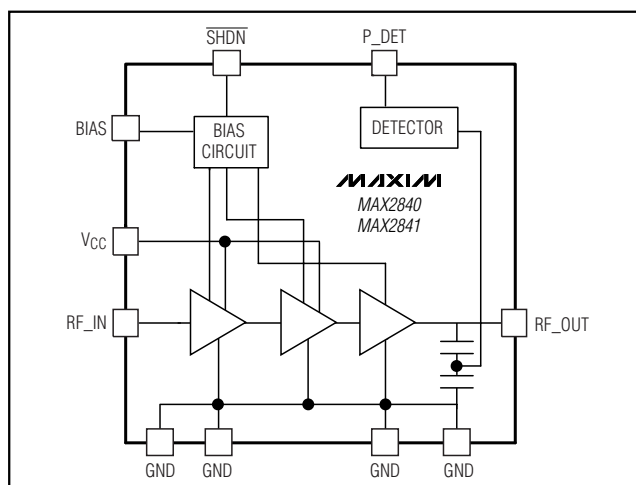 SHDN
P_DET
BIAS
BIAS
CIRCUIT
DETECTOR
MAXIM
MAX2840
MAX2841
VCC
RF_IN
RF_OUT
GND
GND
GND
GND